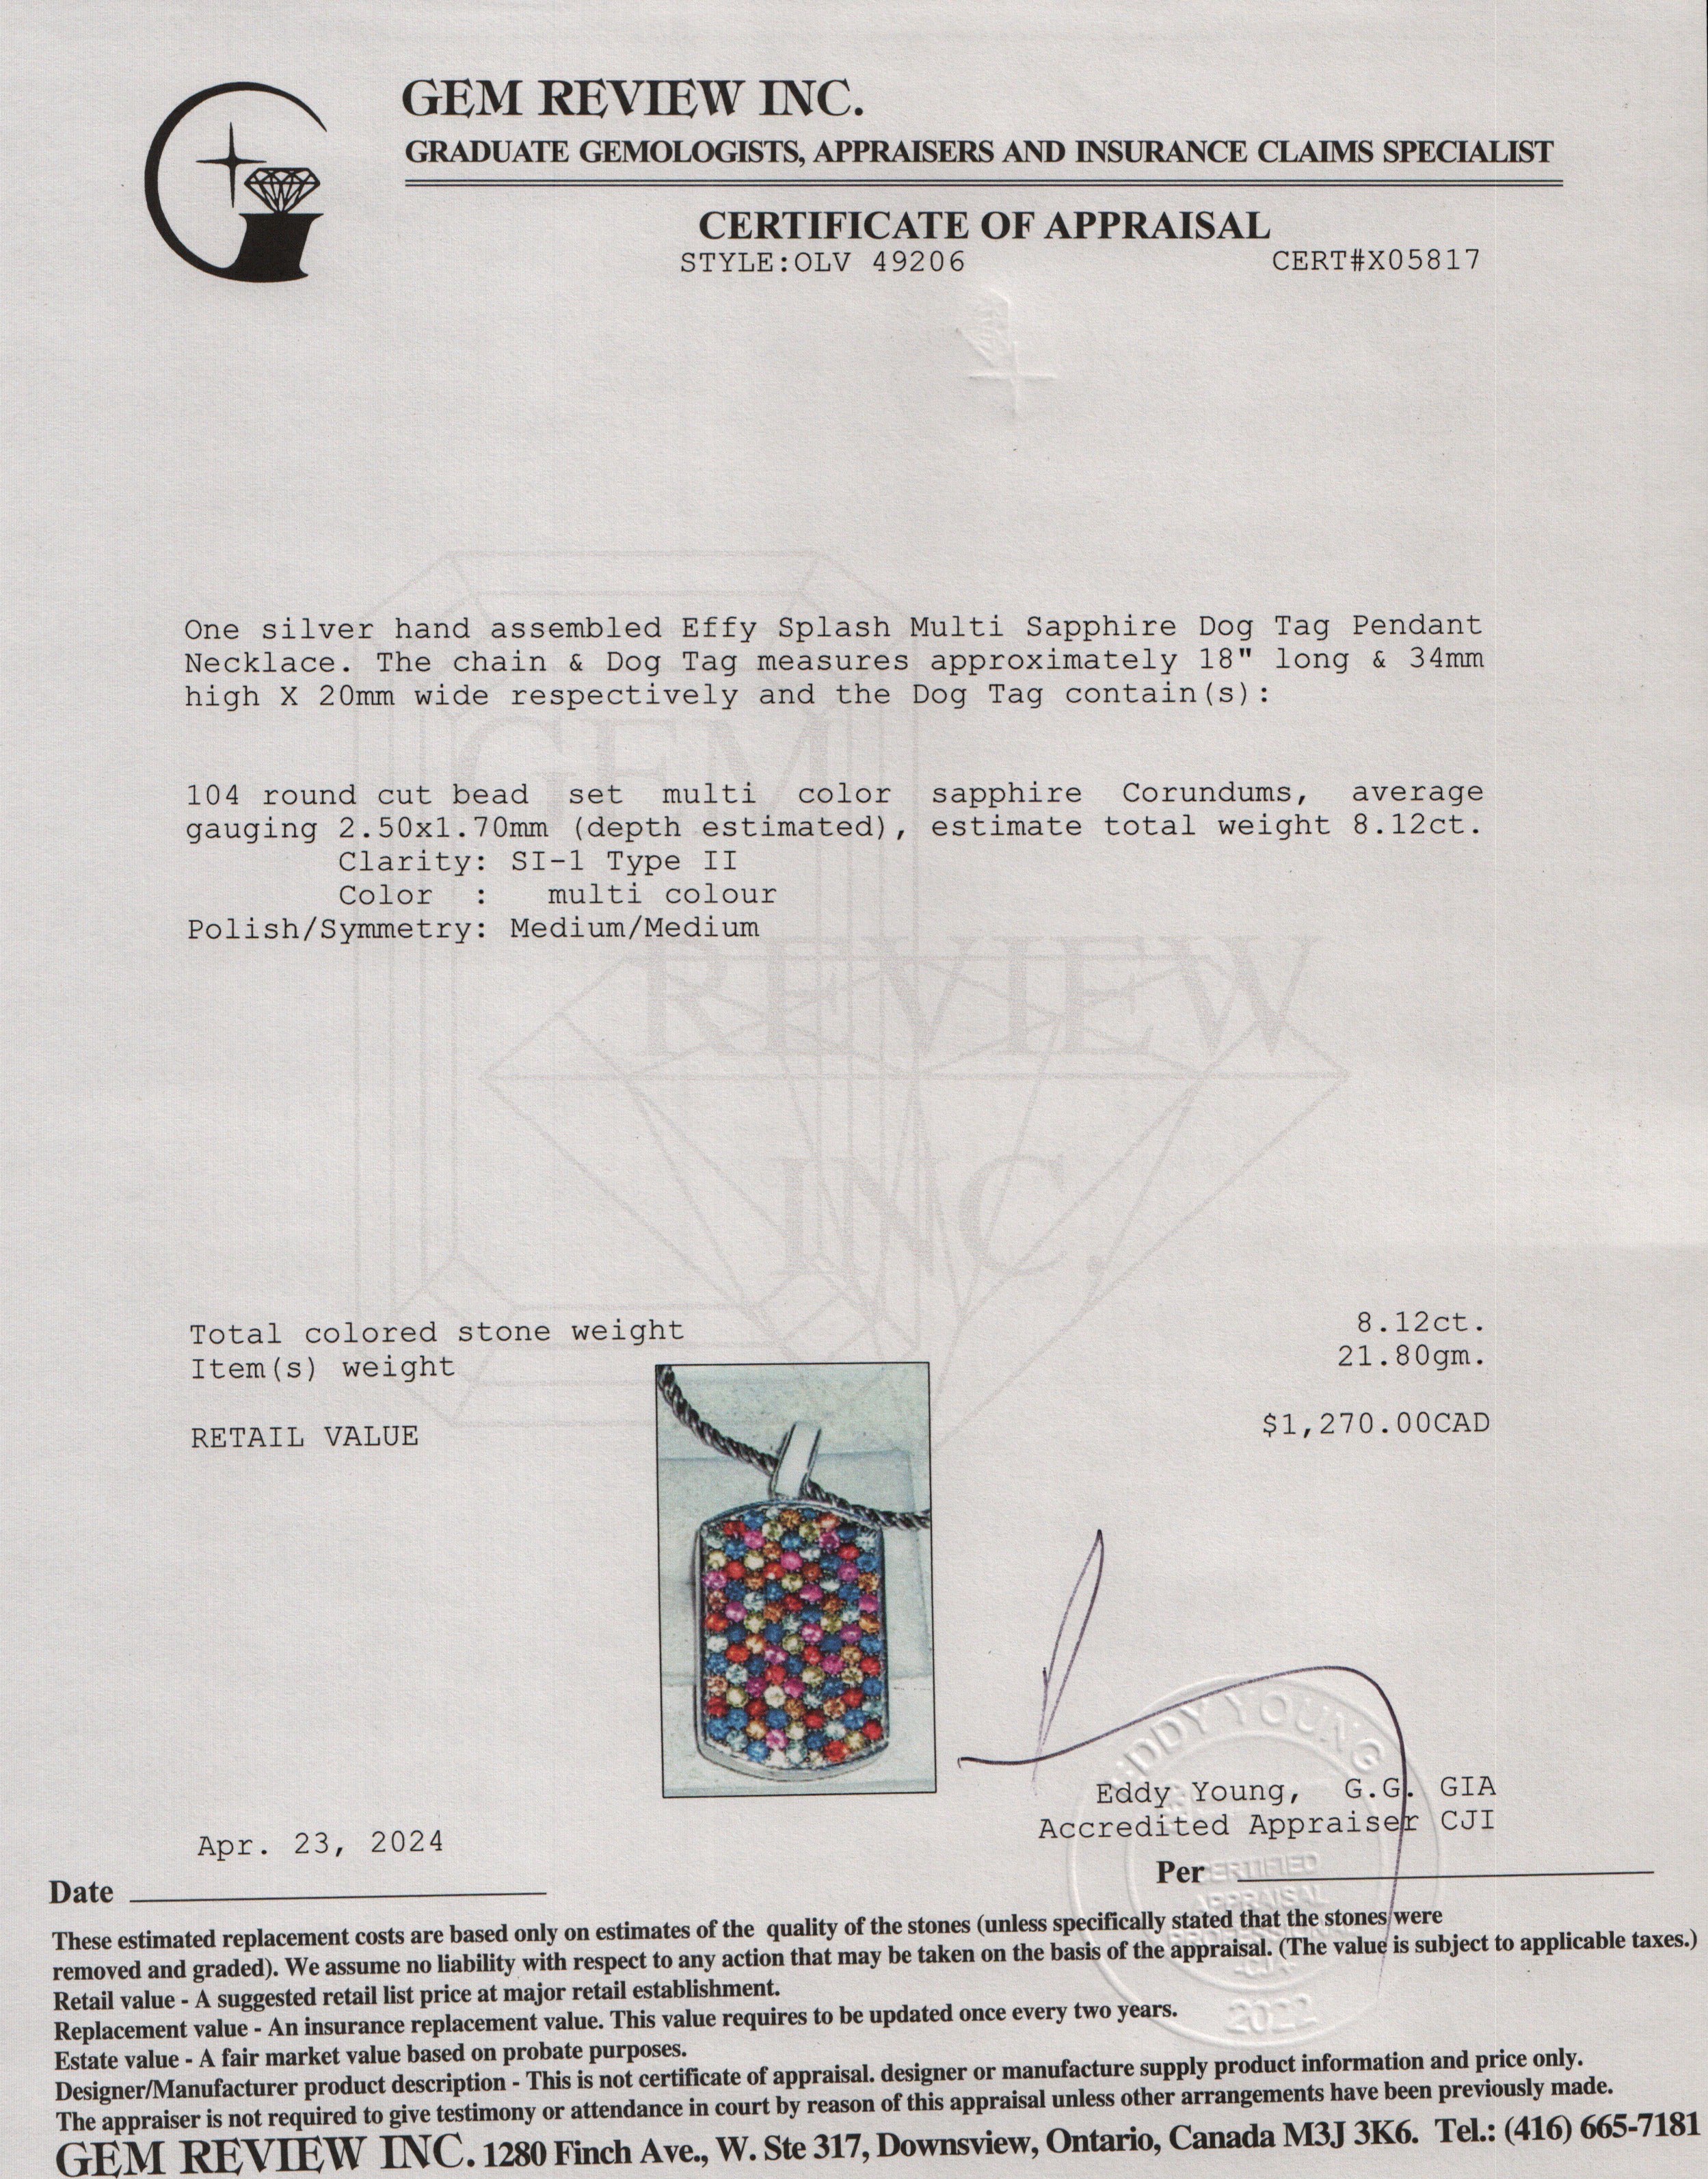 GEM REVIEW INC.
GRADUATE GEMOLOGISTS, APPRAISERS AND INSURANCE CLAIMS SPECIALIST
CERTIFICATE OF APPRAISAL
STYLE:OLV 49206 CERT#X05817
One silver hand assembled Effy Splash Multi Sapphire Dog Tag Pendant
Necklace. The chain & Dog Tag measures approximately 18" long & 34mm
high X 20mm wide respectively and the Dog Tag contain(s):
GEM
104 round cut bead set multi color sapphire Corundums, average
gauging 2.50x1.70mm (depth estimated), estimate total weight 8.12ct.
Clarity: SI-1 Type II
Color : multi colour
Polish/Symmetry: Medium/Medium
REVIEW
INC.
Total colored stone weight 8.12ct.
Item(s) weight 21.80gm.
RETAIL VALUE $1,270.00CAD
EDDY YOUNG
Eddy Young, G.G. GIA
Accredited Appraiser CJI
Apr. 23, 2024
Date
Per
CERTIFIED
APPRAISAL
PROFESSIONAL
2022
These estimated replacement costs are based only on estimates of the quality of the stones (unless specifically stated that the stones were
removed and graded). We assume no liability with respect to any action that may be taken on the basis of the appraisal. (The value is subject to applicable taxes.)
Retail value - A suggested retail list price at major retail establishment.
Replacement value - An insurance replacement value. This value requires to be updated once every two years.
Estate value - A fair market value based on probate purposes.
Designer/Manufacturer product description - This is not certificate of appraisal. designer or manufacture supply product information and price only.
The appraiser is not required to give testimony or attendance in court by reason of this appraisal unless other arrangements have been previously made.
GEM REVIEW INC. 1280 Finch Ave., W. Ste 317, Downsview, Ontario, Canada M3J 3K6. Tel.: (416) 665-7181